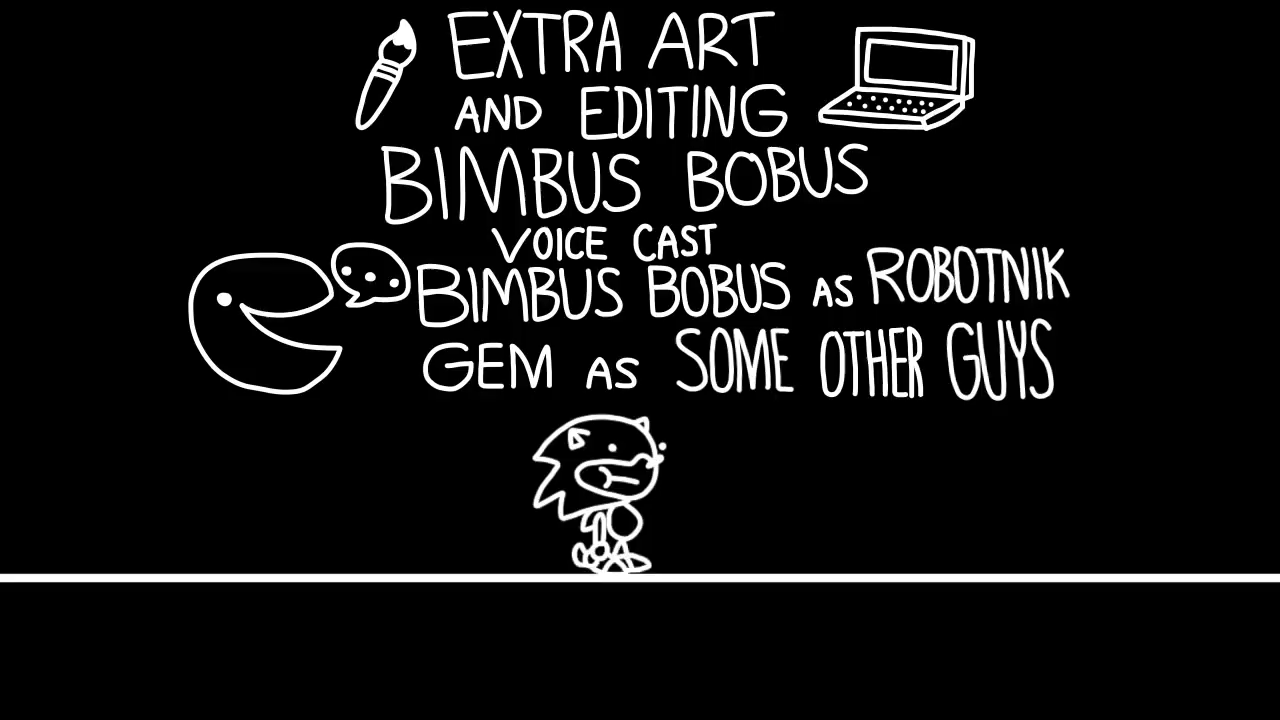 EXTRA ART
AND EDITING
BIMBUS BOBUS
VOICE CAST
BIMBUS BOBUS AS ROBOTNIK
GEM AS SOME OTHER GUYS